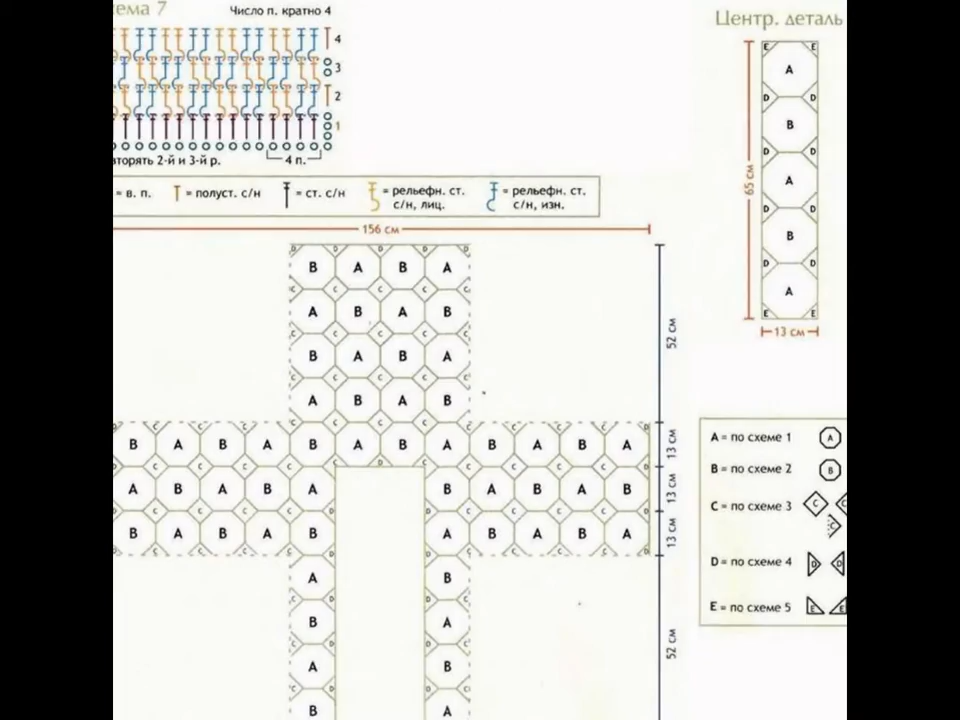 ема 7
Число п. кратно 4
4
3
2
1
вторять 2-й и 3-й р.
4 п.
= в. п.
= полуст. с/н
= ст. с/н
= рельефн. ст.
с/н, лиц.
= рельефн. ст.
с/н, изн.
156 см
D D D D D
B A B A
C C C C C
A B A B
C C C C C
B A B A
C C C C C
A B A B
52 см
B A B A B A B A B A B A
13 см
A B A B A B A B A B
13 см
B A B A B A B A B A
13 см
A B
B A
A B
B A
52 см
Центр. деталь
E E
A
D D
B
D D
A
D D
B
D D
A
E E
65 см
13 см
A = по схеме 1 A
B = по схеме 2 B
C = по схеме 3 C C
C
D = по схеме 4 D D
E = по схеме 5 E E